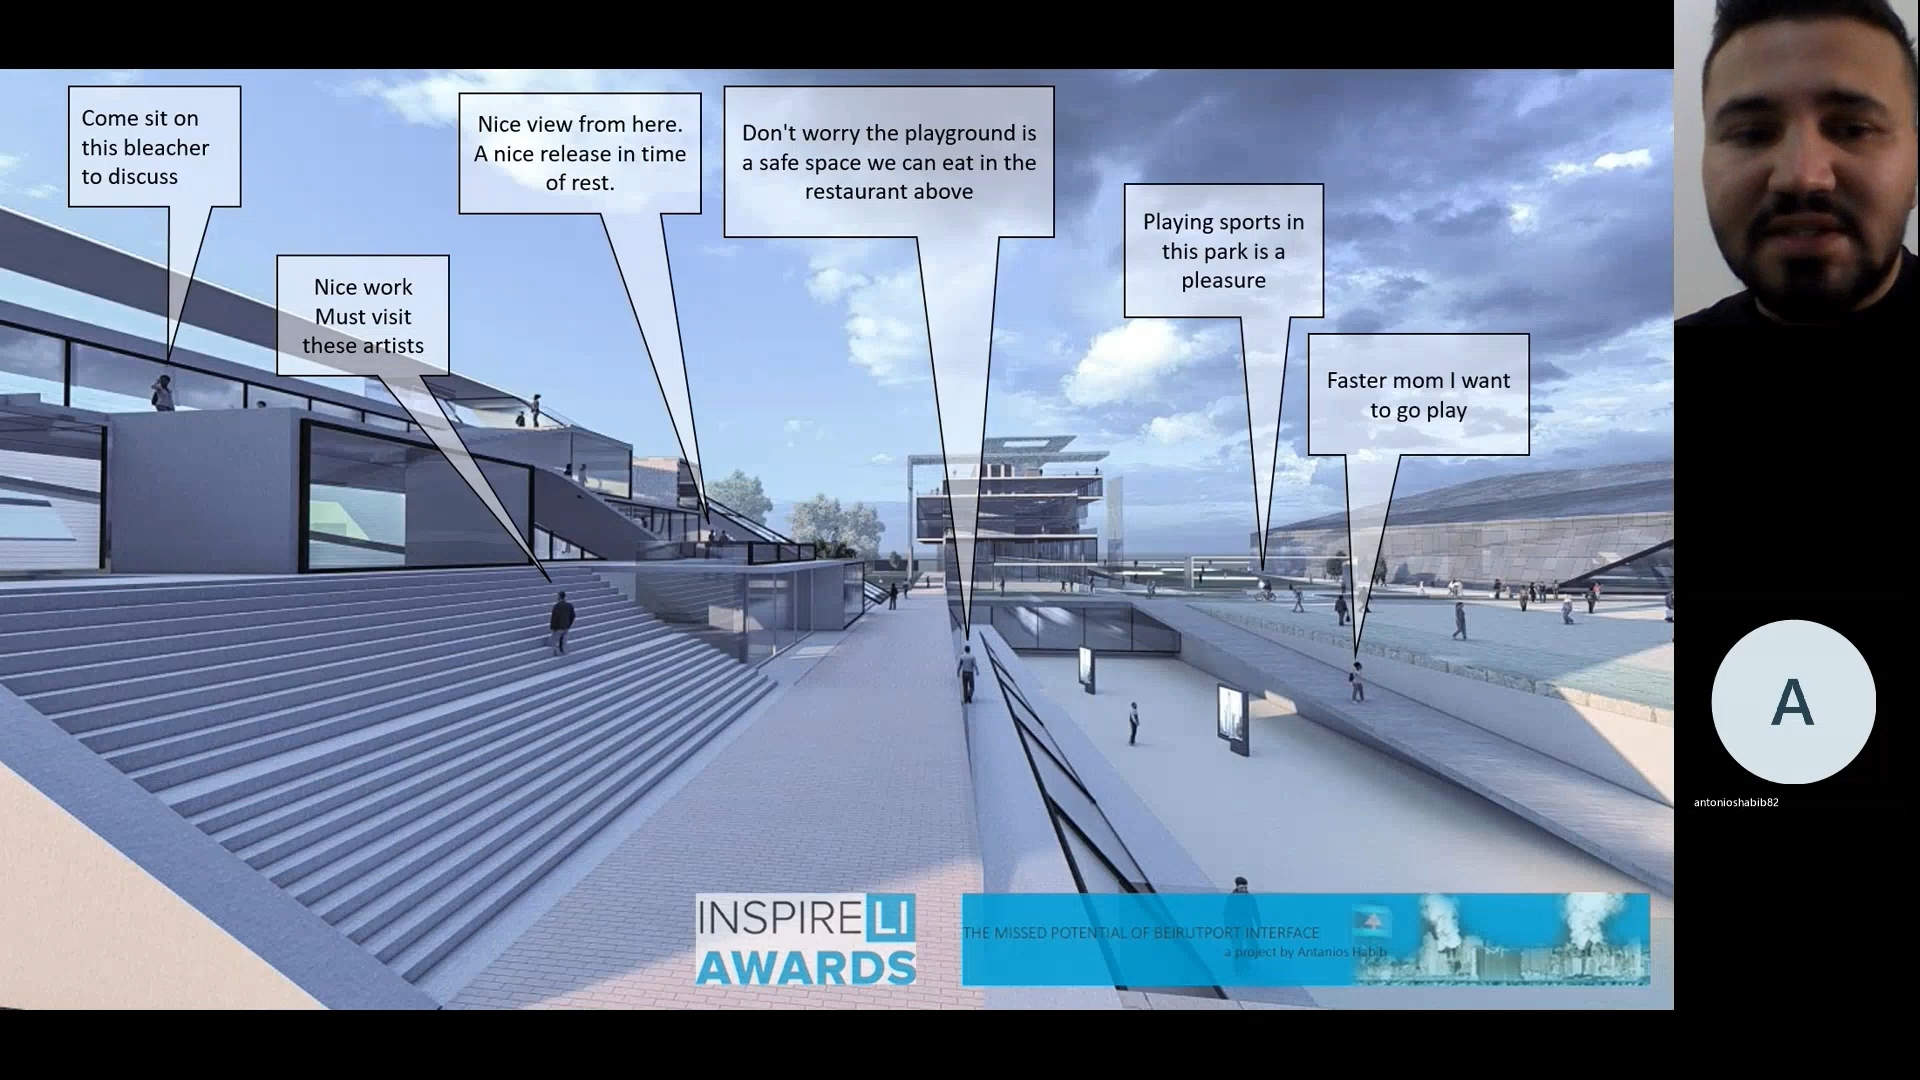 Come sit on
this bleacher
to discuss
Nice work
Must visit
these artists
Nice view from here.
A nice release in time
of rest.
Don't worry the playground is
a safe space we can eat in the
restaurant above
Playing sports in
this park is a
pleasure
Faster mom I want
to go play
INSPIRELI
AWARDS
THE MISSED POTENTIAL OF BEIRUTPORT INTERFACE
a project by Antanios Habib
A
antonioshabib82